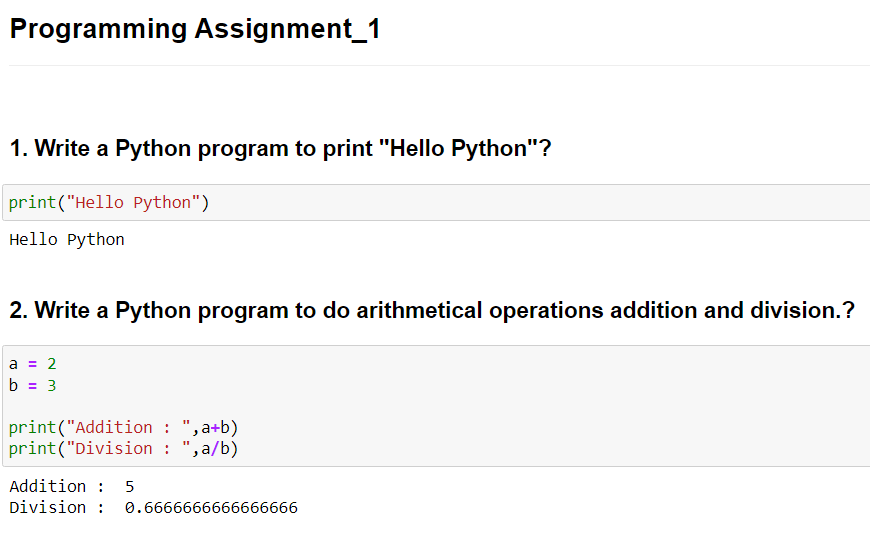 Programming Assignment_1
1. Write a Python program to print "Hello Python"?
print("Hello Python")
Hello Python
2. Write a Python program to do arithmetical operations addition and division.?
a = 2
b = 3
print("Addition : ",a+b)
print("Division : ",a/b)
Addition :  5
Division :  0.6666666666666666